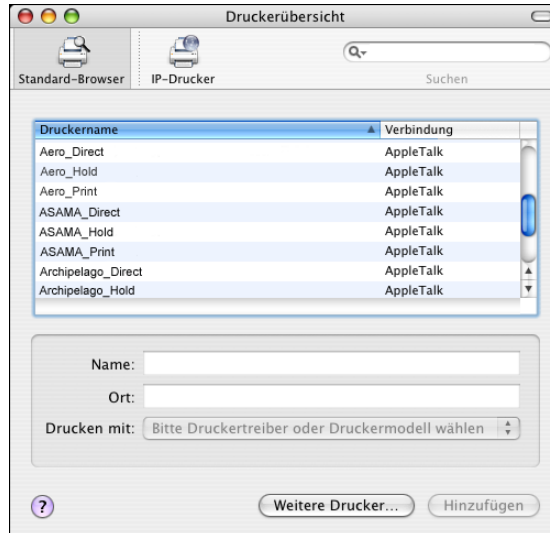 Druckerübersicht
Standard-Browser
IP-Drucker
Suchen
Druckername Verbindung
Aero_Direct AppleTalk
Aero_Hold AppleTalk
Aero_Print AppleTalk
ASAMA_Direct AppleTalk
ASAMA_Hold AppleTalk
ASAMA_Print AppleTalk
Archipelago_Direct AppleTalk
Archipelago_Hold AppleTalk
Name:
Ort:
Drucken mit: Bitte Druckertreiber oder Druckermodell wählen
? Weitere Drucker... Hinzufügen